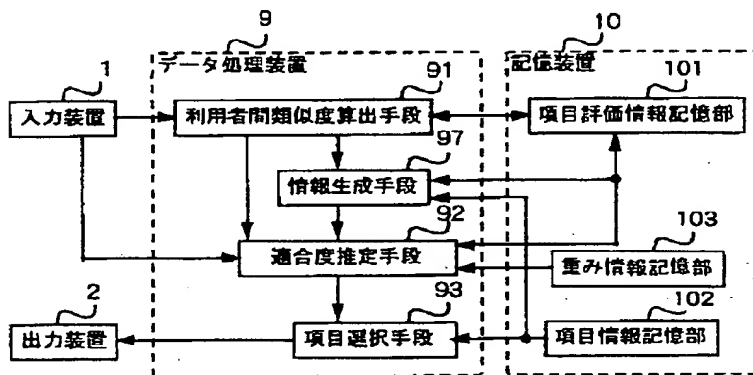 9
10
データ処理装置
記憶装置
1
91
101
入力装置
利用者間類似度算出手段
項目評価情報記憶部
97
情報生成手段
92
103
適合度推定手段
重み情報記憶部
2
93
102
出力装置
項目選択手段
項目情報記憶部